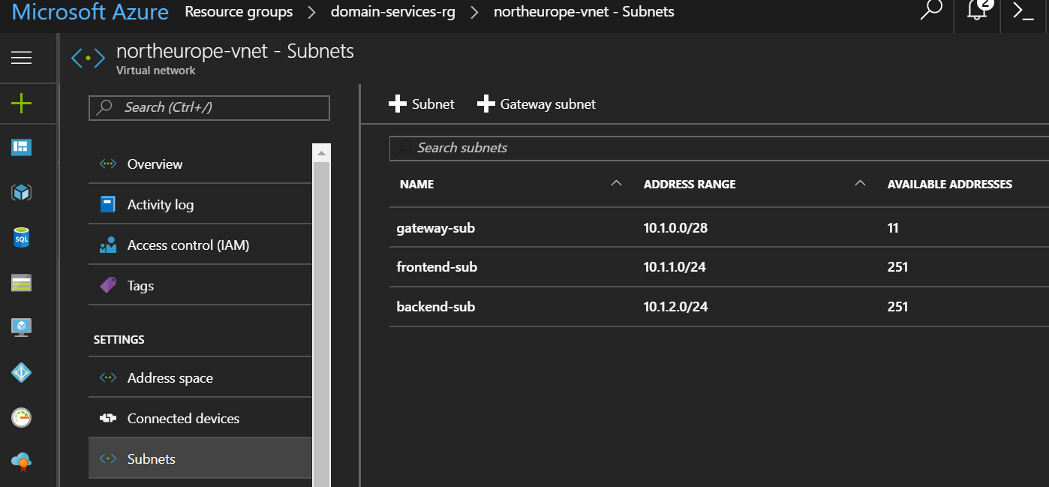 Microsoft Azure Resource groups > domain-services-rg > northeurope-vnet - Subnets
2
northeurope-vnet - Subnets
Virtual network
Search (Ctrl+/)
Overview
Activity log
Access control (IAM)
Tags
SETTINGS
Address space
Connected devices
Subnets
SQL
+ Subnet + Gateway subnet
Search subnets
NAME ADDRESS RANGE AVAILABLE ADDRESSES
gateway-sub 10.1.0.0/28 11
frontend-sub 10.1.1.0/24 251
backend-sub 10.1.2.0/24 251